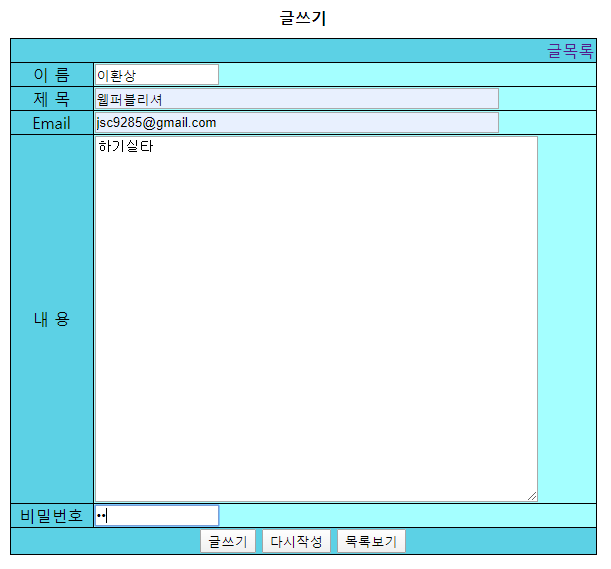 글쓰기
글목록
이 름 이환상
제 목 웹퍼블리셔
Email jsc9285@gmail.com
내 용 하기실타
비밀번호 ••
글쓰기 다시작성 목록보기